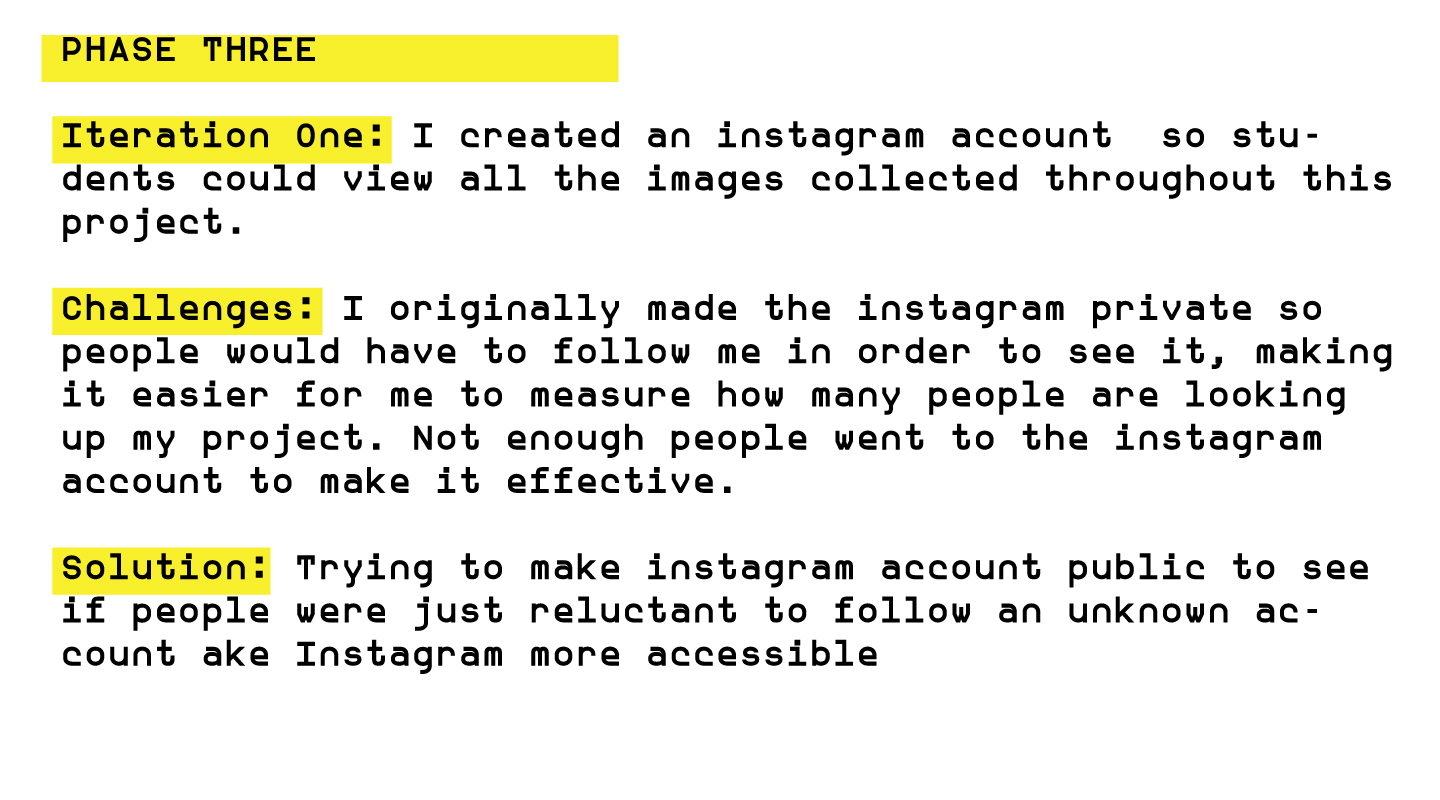 PHASE THREE
Iteration One: I created an instagram account  so stu-
dents could view all the images collected throughout this
project.
Challenges: I originally made the instagram private so
people would have to follow me in order to see it, making
it easier for me to measure how many people are looking
up my project. Not enough people went to the instagram
account to make it effective.
Solution: Trying to make instagram account public to see
if people were just reluctant to follow an unknown ac-
count ake Instagram more accessible